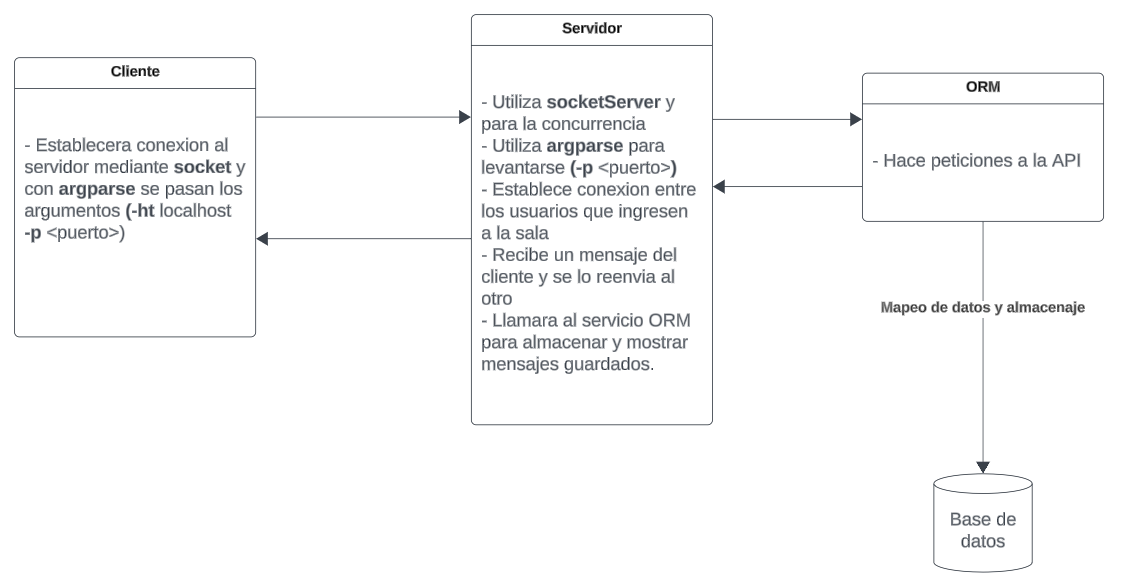 Cliente
- Establecera conexion al
servidor mediante socket y
con argparse se pasan los
argumentos (-ht localhost
-p <puerto>)
Servidor
- Utiliza socketServer y
para la concurrencia
- Utiliza argparse para
levantarse (-p <puerto>)
- Establece conexion entre
los usuarios que ingresen
a la sala
- Recibe un mensaje del
cliente y se lo reenvia al
otro
- Llamara al servicio ORM
para almacenar y mostrar
mensajes guardados.
ORM
- Hace peticiones a la API
Mapeo de datos y almacenaje
Base de
datos